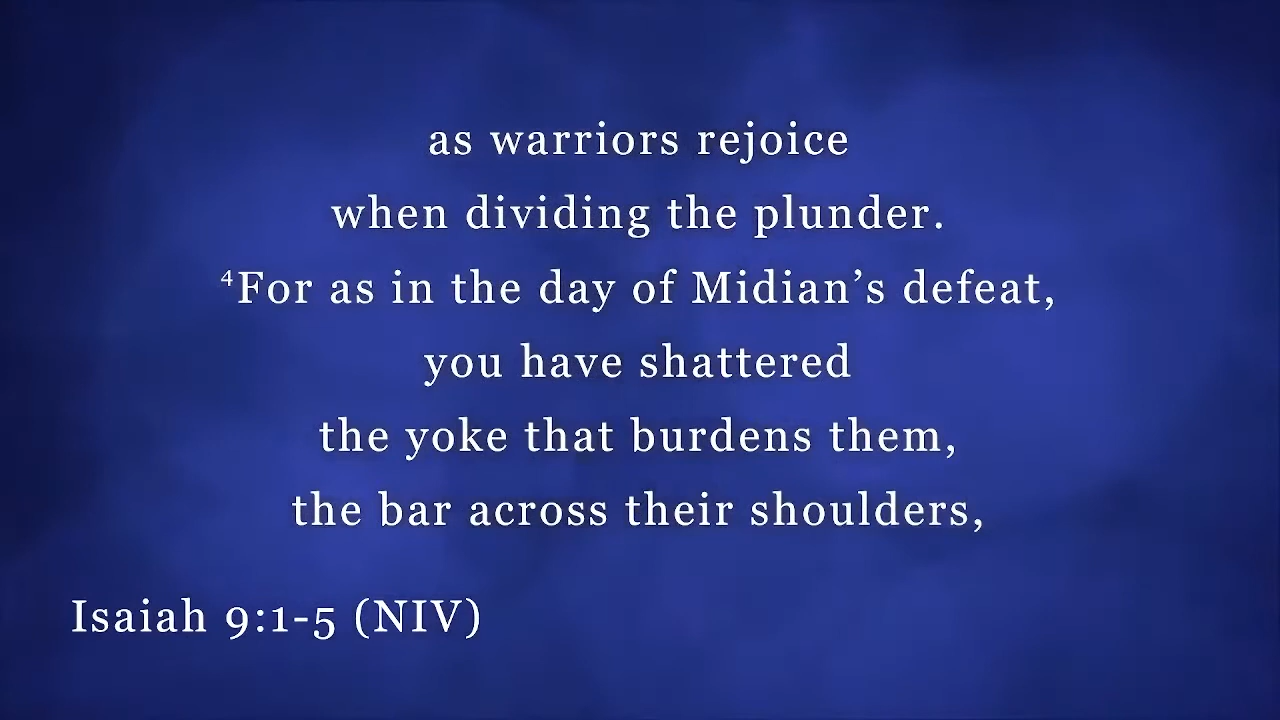 as warriors rejoice
when dividing the plunder.
⁴For as in the day of Midian’s defeat,
you have shattered
the yoke that burdens them,
the bar across their shoulders,
Isaiah 9:1-5 (NIV)